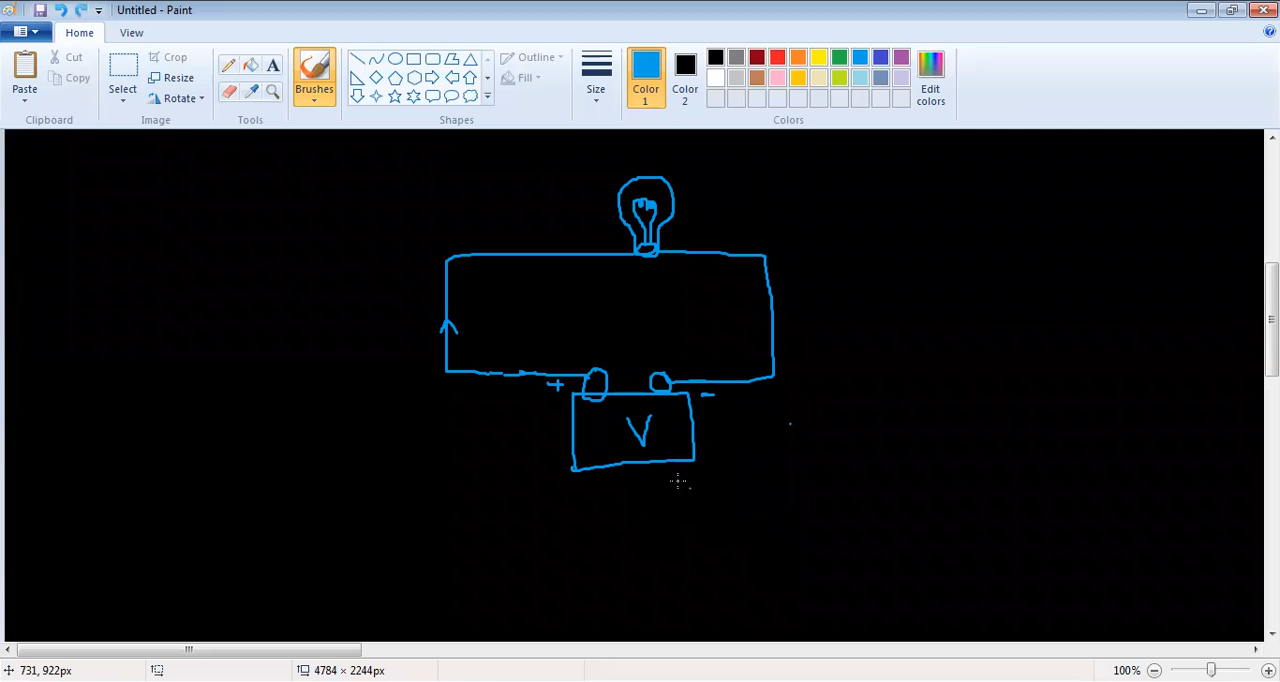 Untitled - Paint
Home View
Paste
Cut
Copy
Clipboard
Select
Crop
Resize
Rotate
Image
A
Tools
Brushes
Outline
Fill
Shapes
Size
Color 1
Color 2
Edit colors
Colors
+ -
V
731, 922px
4784 × 2244px
100%